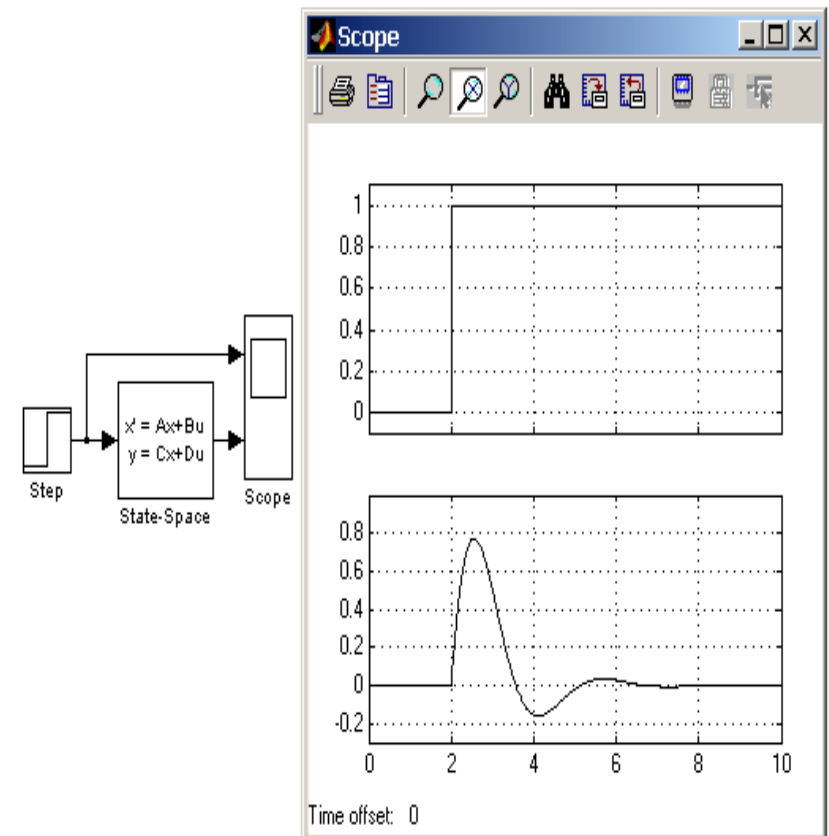 Scope
1
0.8
0.6
0.4
0.2
0
x' = Ax+Bu
y = Cx+Du
Step
State-Space
Scope
0.8
0.6
0.4
0.2
0
-0.2
0 2 4 6 8 10
Time offset: 0